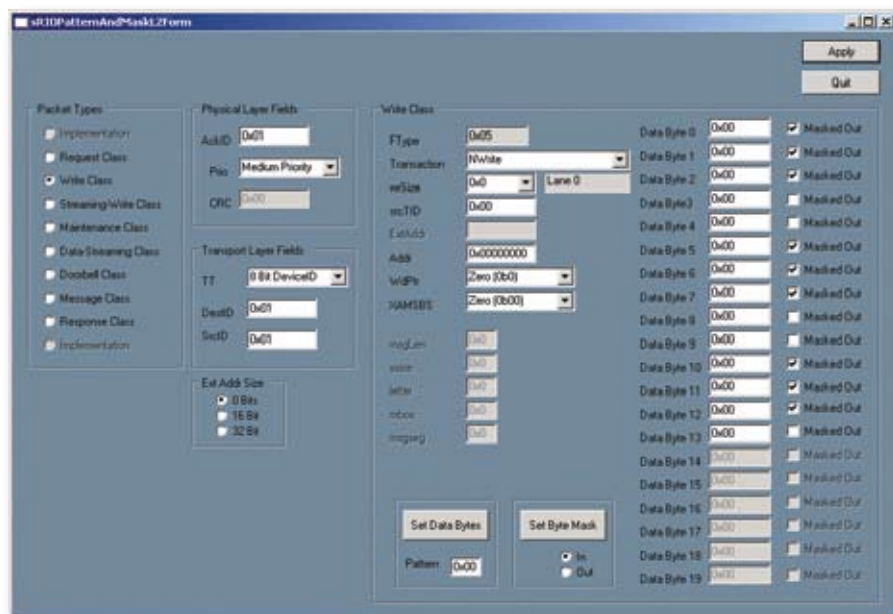 sRIOPatternAndMaskL2Form
Apply
Quit
Packet Types
Implementation
Request Class
Write Class
Streaming-Write Class
Maintenance Class
Data-Streaming Class
Doorbell Class
Message Class
Response Class
Implementation
Physical Layer Fields
AckID 0x01
Prio Medium Priority
CRC 0x00
Transport Layer Fields
TT 8 Bit DeviceID
DestID 0x01
SrcID 0x01
Ext Addr Size
0 Bits
16 Bit
32 Bit
Write Class
FType 0x05
Transaction NWrite
wrSize 0x0 Lane 0
srcTID 0x00
ExtAddr
Addr 0x00000000
WdPtr Zero (0b0)
XAMSBS Zero (0b00)
msgLen 0x0
ssize 0x0
letter 0x0
mbox 0x0
msgseg 0x0
Set Data Bytes
Pattern 0x00
Set Byte Mask
In
Out
Data Byte 0 0x00 Masked Out
Data Byte 1 0x00 Masked Out
Data Byte 2 0x00 Masked Out
Data Byte3 0x00 Masked Out
Data Byte 4 0x00 Masked Out
Data Byte 5 0x00 Masked Out
Data Byte 6 0x00 Masked Out
Data Byte 7 0x00 Masked Out
Data Byte 8 0x00 Masked Out
Data Byte 9 0x00 Masked Out
Data Byte 10 0x00 Masked Out
Data Byte 11 0x00 Masked Out
Data Byte 12 0x00 Masked Out
Data Byte 13 0x00 Masked Out
Data Byte 14 0x00 Masked Out
Data Byte 15 0x00 Masked Out
Data Byte 16 0x00 Masked Out
Data Byte 17 0x00 Masked Out
Data Byte 18 0x00 Masked Out
Data Byte 19 0x00 Masked Out